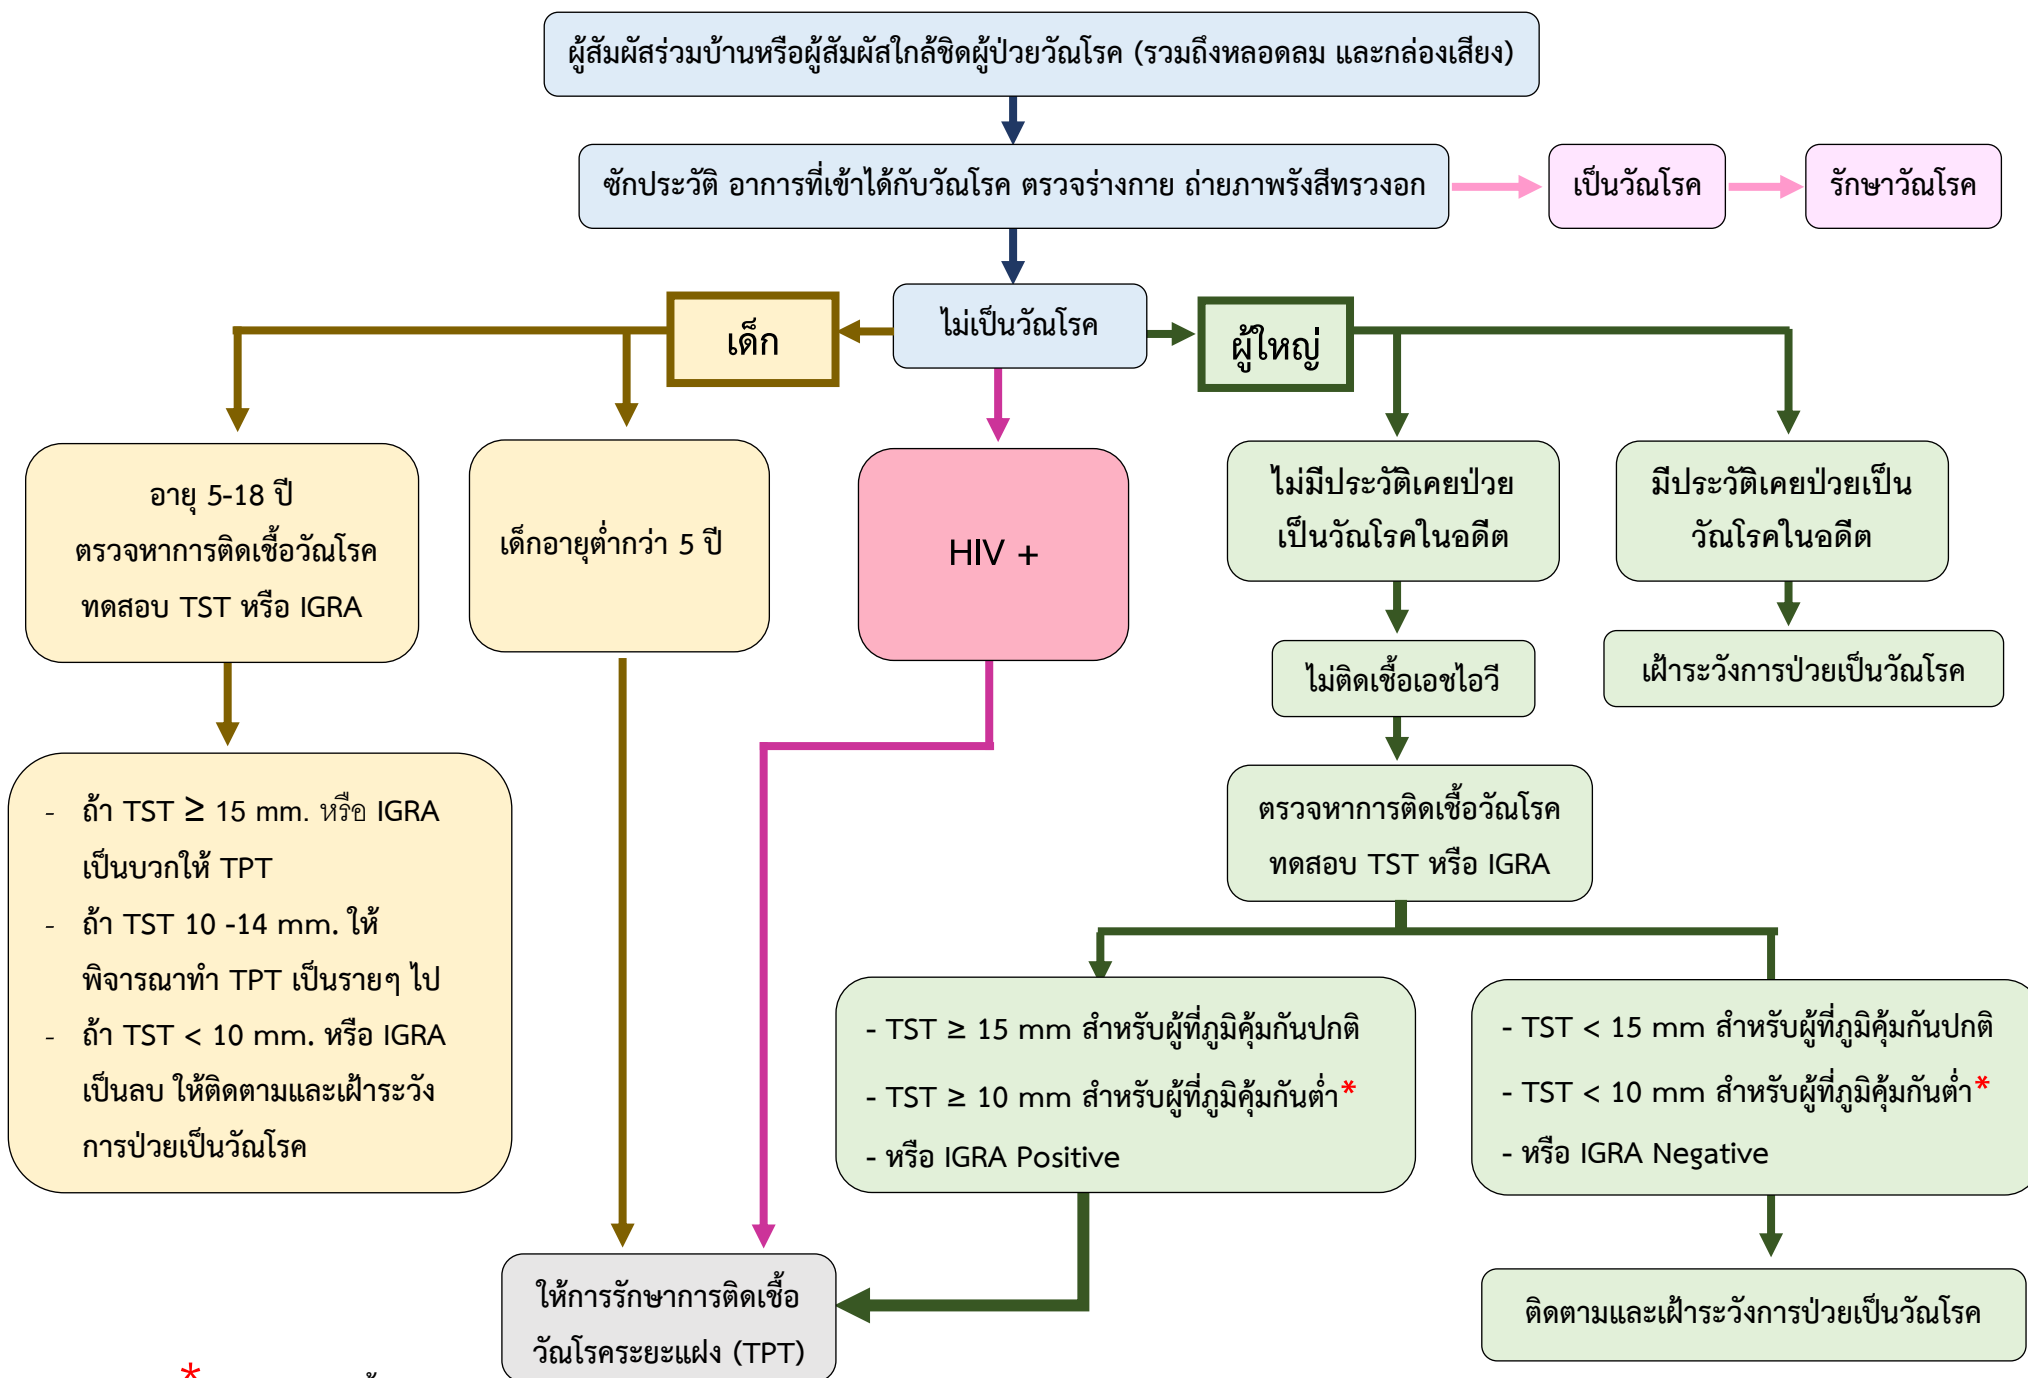 ผู้สัมผัสร่วมบ้านหรือผู้สัมผัสใกล้ชิดผู้ป่วยวัณโรค (รวมถึงหลอดลม และกล่องเสียง)
ซักประวัติ อาการที่เข้าได้กับวัณโรค ตรวจร่างกาย ถ่ายภาพรังสีทรวงอก
เป็นวัณโรค
รักษาวัณโรค
ไม่เป็นวัณโรค
เด็ก
ผู้ใหญ่
อายุ 5-18 ปี
ตรวจหาการติดเชื้อวัณโรค
ทดสอบ TST หรือ IGRA
เด็กอายุต่ำกว่า 5 ปี
HIV +
ไม่มีประวัติเคยป่วย
เป็นวัณโรคในอดีต
มีประวัติเคยป่วยเป็น
วัณโรคในอดีต
ไม่ติดเชื้อเอชไอวี
เฝ้าระวังการป่วยเป็นวัณโรค
- ถ้า TST ≥ 15 mm. หรือ IGRA
เป็นบวกให้ TPT
- ถ้า TST 10 -14 mm. ให้
พิจารณาทำ TPT เป็นรายๆ ไป
- ถ้า TST < 10 mm. หรือ IGRA
เป็นลบ ให้ติดตามและเฝ้าระวัง
การป่วยเป็นวัณโรค
ตรวจหาการติดเชื้อวัณโรค
ทดสอบ TST หรือ IGRA
- TST ≥ 15 mm สำหรับผู้ที่ภูมิคุ้มกันปกติ
- TST ≥ 10 mm สำหรับผู้ที่ภูมิคุ้มกันต่ำ*
- หรือ IGRA Positive
- TST < 15 mm สำหรับผู้ที่ภูมิคุ้มกันปกติ
- TST < 10 mm สำหรับผู้ที่ภูมิคุ้มกันต่ำ*
- หรือ IGRA Negative
ให้การรักษาการติดเชื้อ
วัณโรคระยะแฝง (TPT)
ติดตามและเฝ้าระวังการป่วยเป็นวัณโรค
*